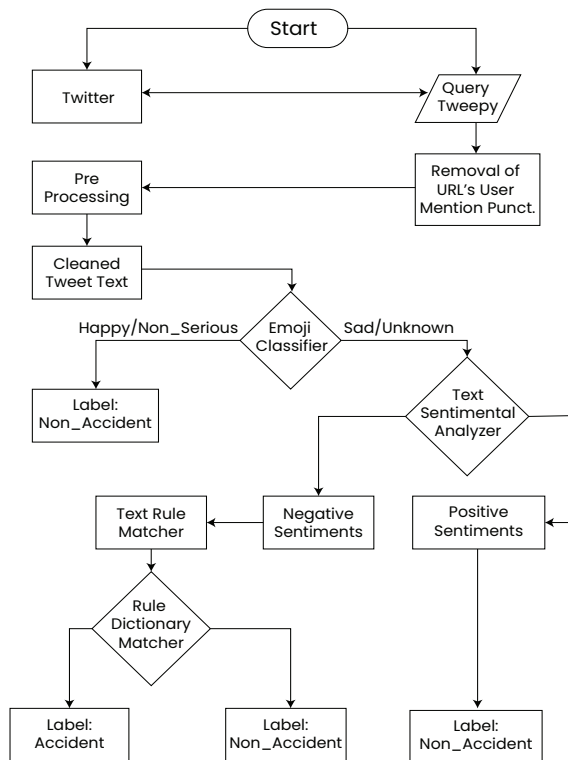 Start
Twitter
Query
Tweepy
Pre
Processing
Removal of
URL's User
Mention Punct.
Cleaned
Tweet Text
Happy/Non_Serious
Emoji
Classifier
Sad/Unknown
Label:
Non_Accident
Text
Sentimental
Analyzer
Text Rule
Matcher
Negative
Sentiments
Positive
Sentiments
Rule
Dictionary
Matcher
Label:
Accident
Label:
Non_Accident
Label:
Non_Accident